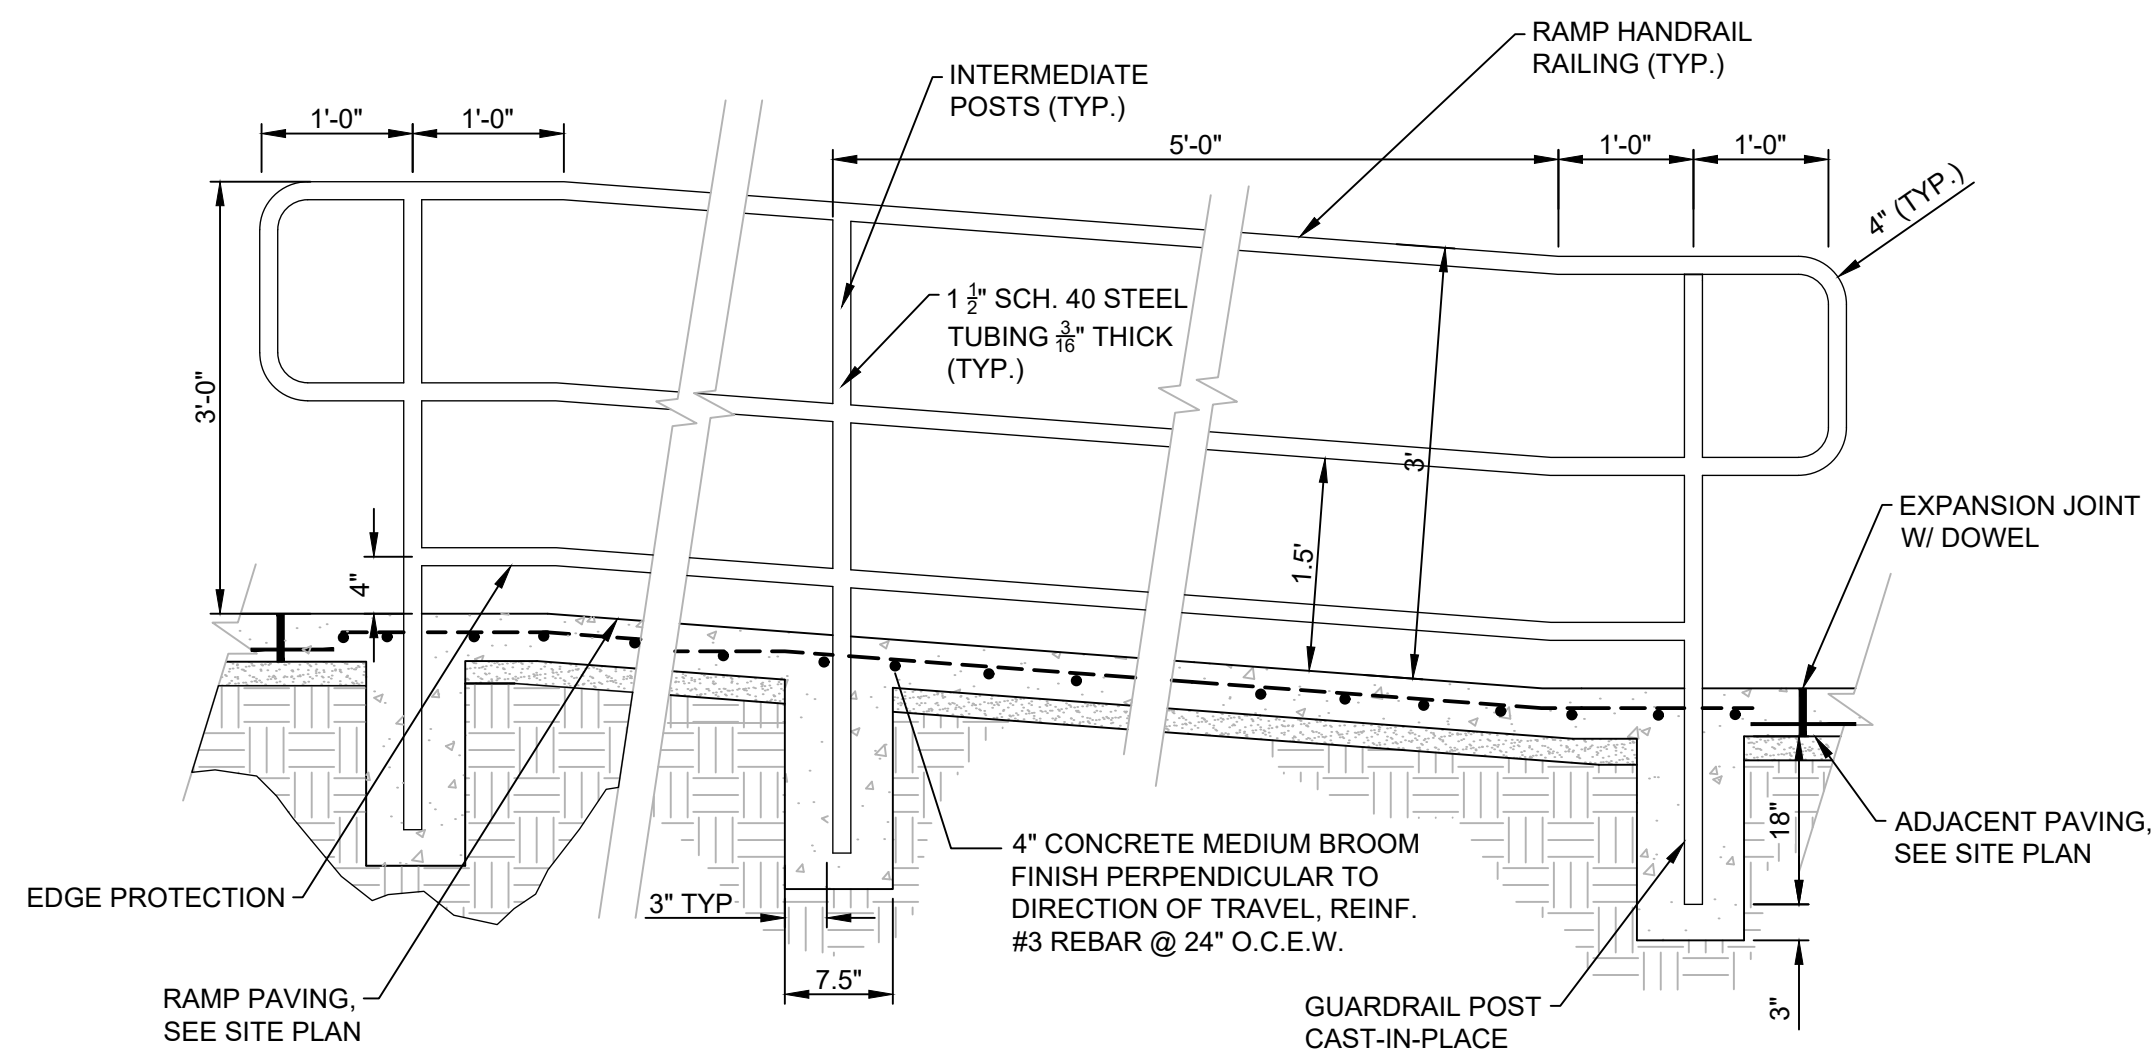 RAMP HANDRAIL
RAILING (TYP.)
INTERMEDIATE
POSTS (TYP.)
1'-0"
1'-0"
5'-0"
1'-0"
1'-0"
4" (TYP.)
1 1/2" SCH. 40 STEEL
TUBING 3/16" THICK
(TYP.)
3'-0"
3'
1.5'
4"
EXPANSION JOINT
W/ DOWEL
18"
ADJACENT PAVING,
SEE SITE PLAN
4" CONCRETE MEDIUM BROOM
FINISH PERPENDICULAR TO
DIRECTION OF TRAVEL, REINF.
#3 REBAR @ 24" O.C.E.W.
EDGE PROTECTION
3" TYP
7.5"
RAMP PAVING,
SEE SITE PLAN
GUARDRAIL POST
CAST-IN-PLACE
3"